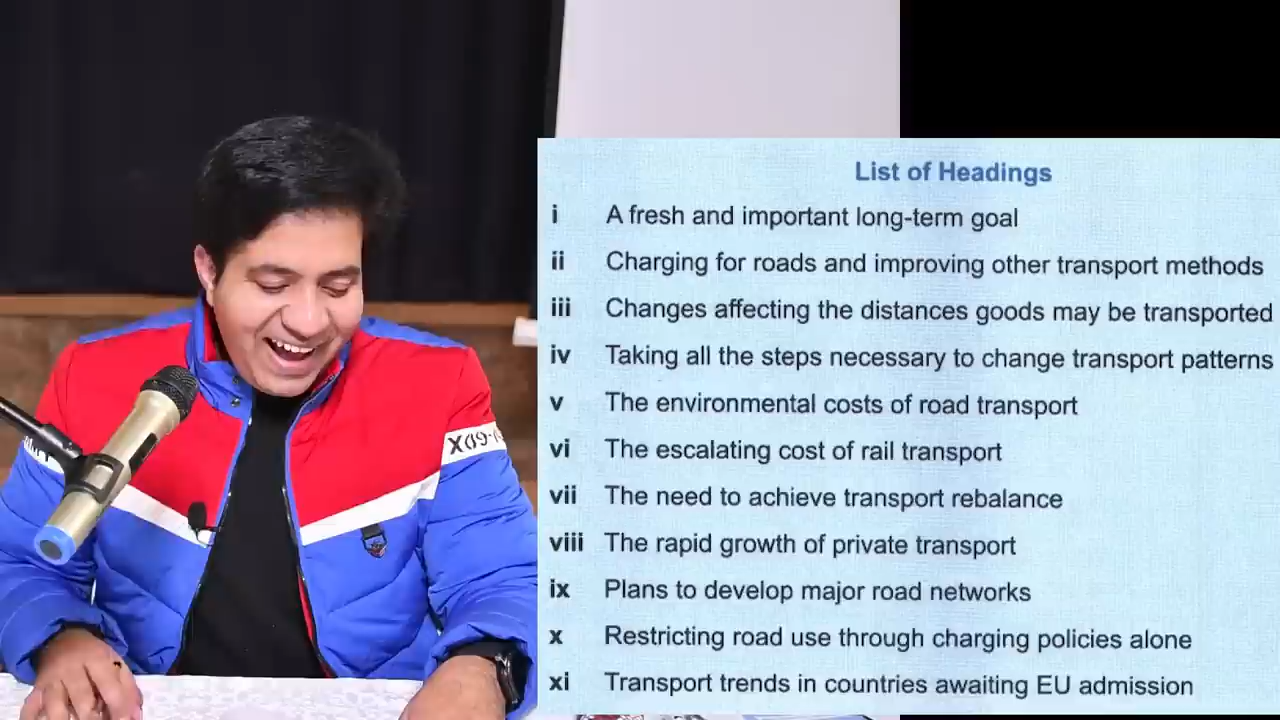 List of Headings
i A fresh and important long-term goal
ii Charging for roads and improving other transport methods
iii Changes affecting the distances goods may be transported
iv Taking all the steps necessary to change transport patterns
v The environmental costs of road transport
vi The escalating cost of rail transport
vii The need to achieve transport rebalance
viii The rapid growth of private transport
ix Plans to develop major road networks
x Restricting road use through charging policies alone
xi Transport trends in countries awaiting EU admission